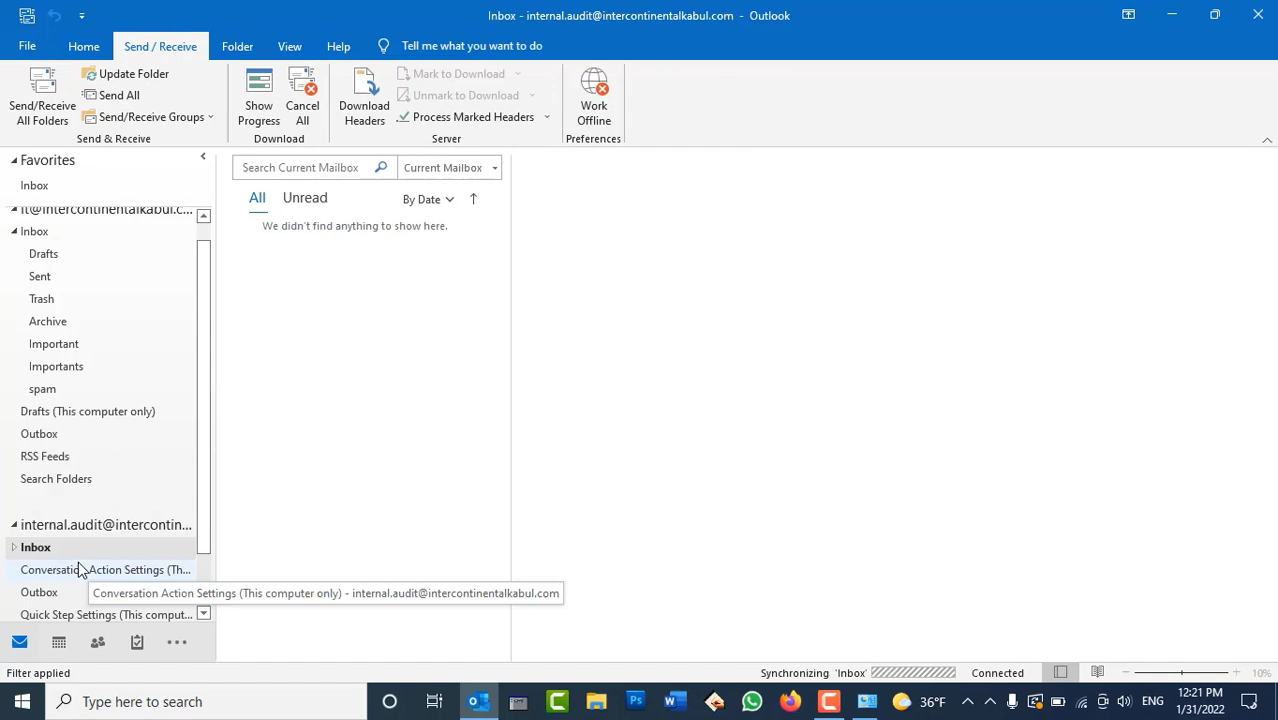 Inbox - internal.audit@intercontinentalkabul.com - Outlook
File Home Send / Receive Folder View Help Tell me what you want to do
Send/Receive All Folders
Update Folder
Send All
Send/Receive Groups
Send & Receive
Show Progress
Cancel All
Download
Download Headers
Mark to Download
Unmark to Download
Process Marked Headers
Server
Work Offline
Preferences
Favorites
Inbox
it@intercontinentalkabul.c...
Inbox
Drafts
Sent
Trash
Archive
Important
Importants
spam
Drafts (This computer only)
Outbox
RSS Feeds
Search Folders
internal.audit@intercontin...
Inbox
Conversation Action Settings (Th...
Outbox
Quick Step Settings (This comput...
Conversation Action Settings (This computer only) - internal.audit@intercontinentalkabul.com
Search Current Mailbox Current Mailbox
All Unread By Date
We didn't find anything to show here.
Filter applied
Synchronizing 'Inbox' Connected 10%
Type here to search
36°F
ENG
12:21 PM
1/31/2022